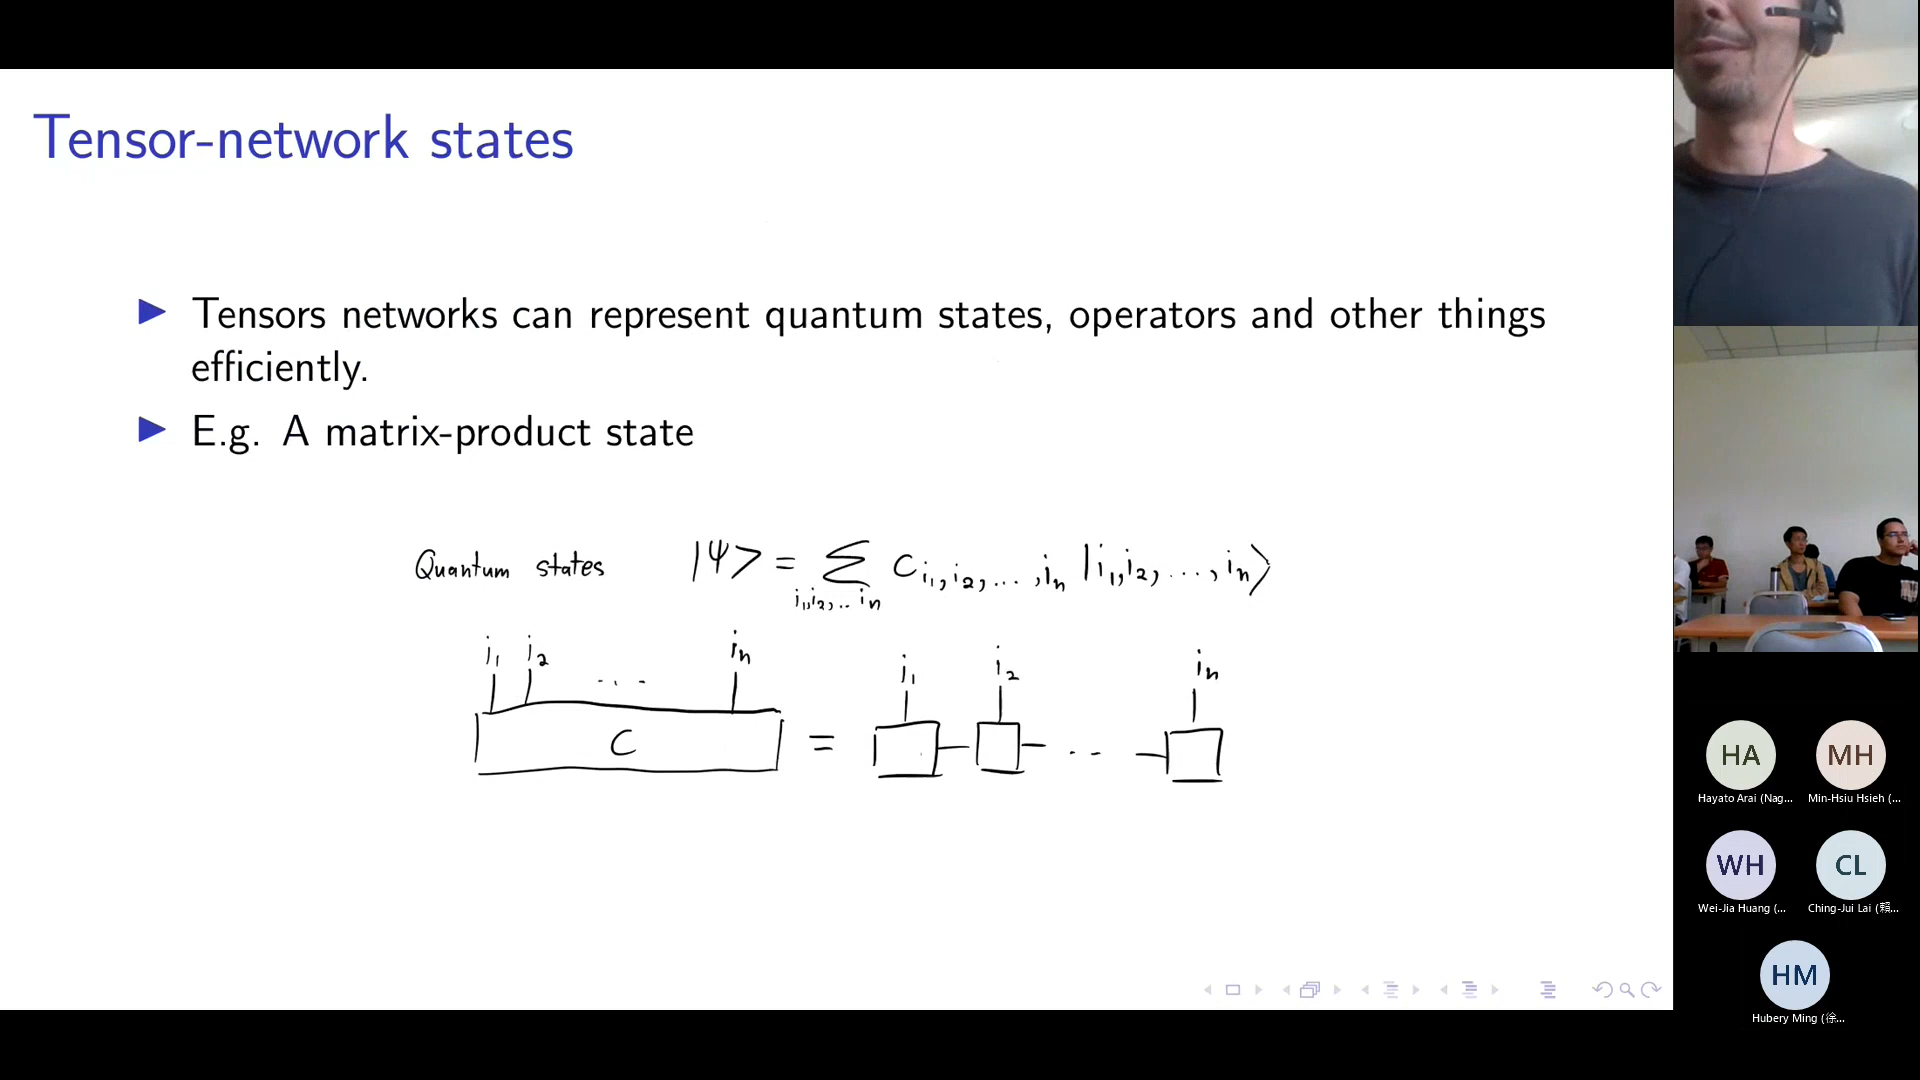 Tensor-network states
Tensors networks can represent quantum states, operators and other things
efficiently.
E.g. A matrix-product state
Quantum states |Ψ> = Σ C i₁,i₂,...,iₙ |i₁,i₂,...,iₙ⟩
i₁,i₂,..iₙ
i₁ i₂ ... iₙ
i₁ i₂ iₙ
C = ...
HA MH
Hayato Arai (Nag... Min-Hsiu Hsieh (...
WH CL
Wei-Jia Huang (... Ching-Jui Lai (賴...
HM
Hubery Ming (徐...